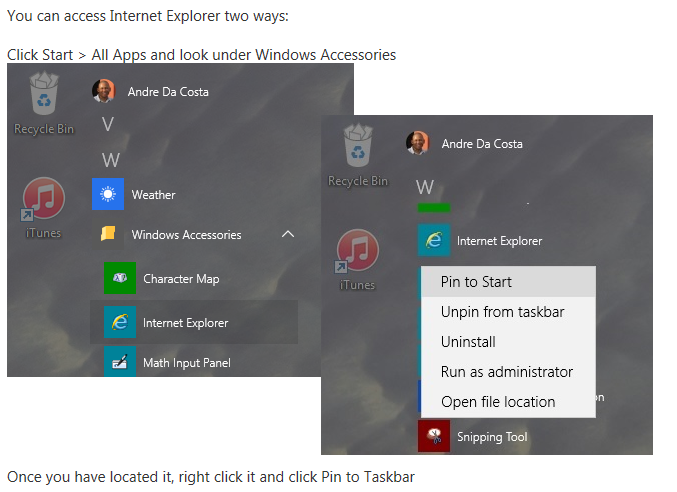 You can access Internet Explorer two ways:
Click Start > All Apps and look under Windows Accessories
Recycle Bin
iTunes
Andre Da Costa
V
W
Weather
Windows Accessories
Character Map
Internet Explorer
Math Input Panel
Recycle Bin
iTunes
Andre Da Costa
W
Internet Explorer
Pin to Start
Unpin from taskbar
Uninstall
Run as administrator
Open file location
Snipping Tool
Once you have located it, right click it and click Pin to Taskbar